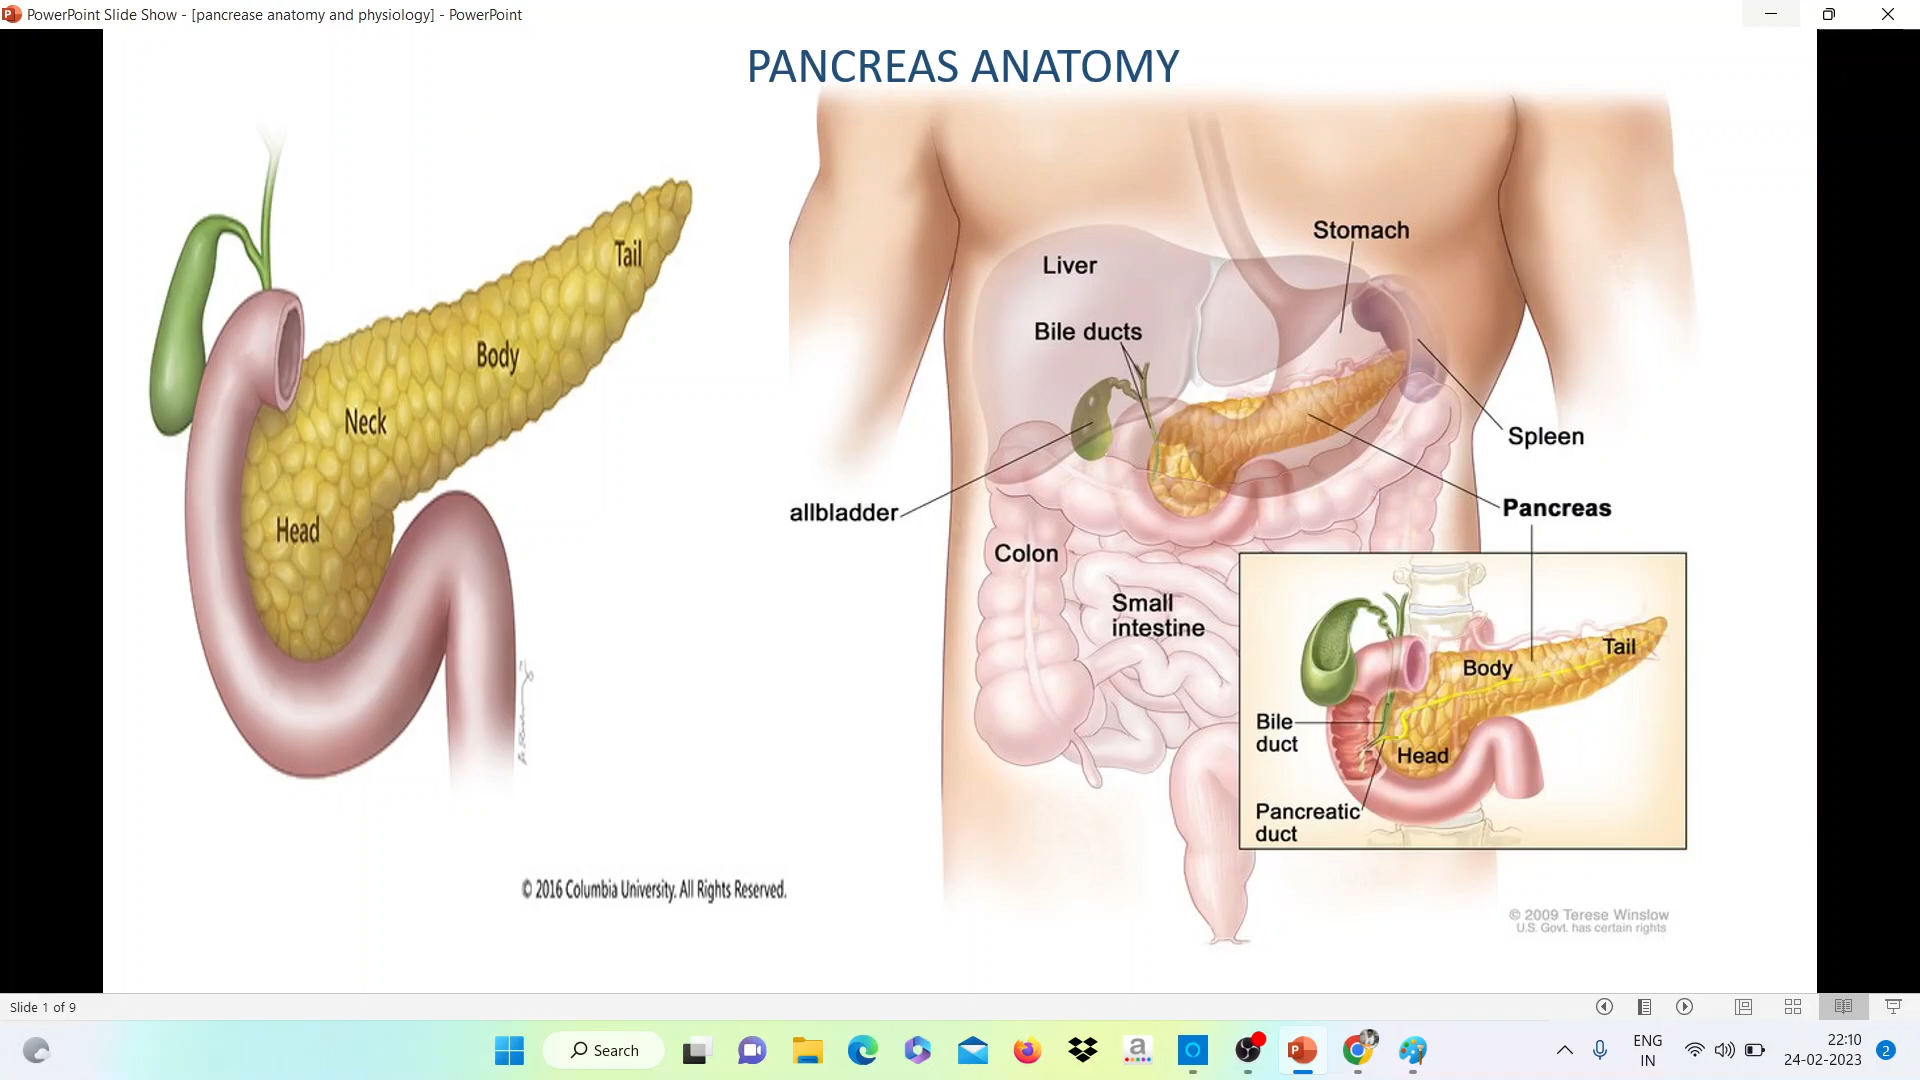 PowerPoint Slide Show - [pancrease anatomy and physiology] - PowerPoint
PANCREAS ANATOMY
Tail
Body
Neck
Head
© 2016 Columbia University. All Rights Reserved.
Stomach
Liver
Bile ducts
Spleen
Pancreas
allbladder
Colon
Small
intestine
Tail
Body
Bile
duct
Head
Pancreatic
duct
© 2009 Terese Winslow
U.S. Govt. has certain rights
Slide 1 of 9
Search
ENG
IN
22:10
24-02-2023
2